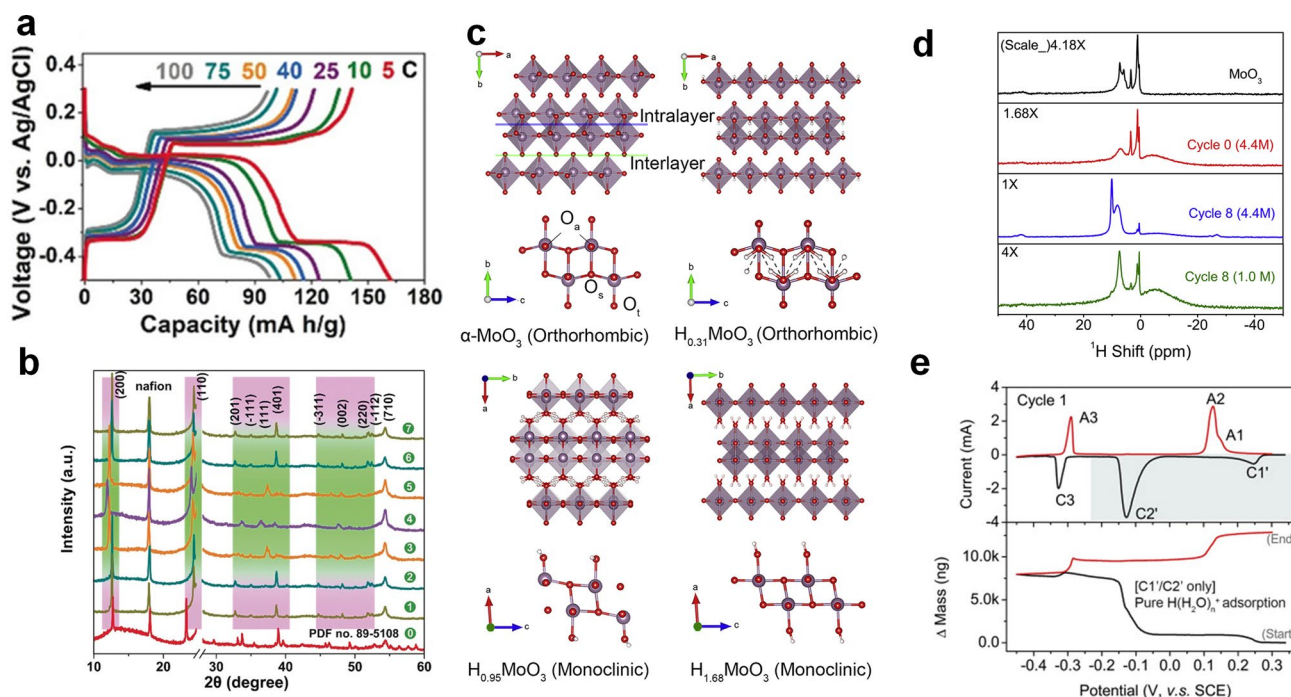 a
0.4
0.2
0.0
-0.2
-0.4
100 75 50 40 25 10 5 C
0 30 60 90 120 150 180
Voltage (V vs. Ag/AgCl)
Capacity (mA h/g)
b
(200)
nafion
(110)
(201)
(-111)
(111)
(401)
(-311)
(002)
(220)
(-112)
(710)
7
6
5
4
3
2
1
PDF no. 89-5108
0
Intensity (a.u.)
10 20 30 40 50 60
2θ (degree)
c
a
b
a
b
Intralayer
Interlayer
Oa
Os
Ot
b
c
b
c
α-MoO3 (Orthorhombic)
H0.31MoO3 (Orthorhombic)
b
a
b
a
a
c
a
c
H0.95MoO3 (Monoclinic)
H1.68MoO3 (Monoclinic)
d
(Scale_)4.18X
MoO3
1.68X
Cycle 0 (4.4M)
1X
Cycle 8 (4.4M)
4X
Cycle 8 (1.0 M)
50 40 20 0 -20 -40 -50
1H Shift (ppm)
e
4
2
0
-2
-4
Current (mA)
Cycle 1
A3
A2
A1
C3
C2'
C1'
10.0k
5.0k
0.0
Δ Mass (ng)
(End)
[C1'/C2' only]
Pure H(H2O)n+ adsorption
(Start)
-0.4 -0.3 -0.2 -0.1 0.0 0.1 0.2 0.3
Potential (V, v.s. SCE)